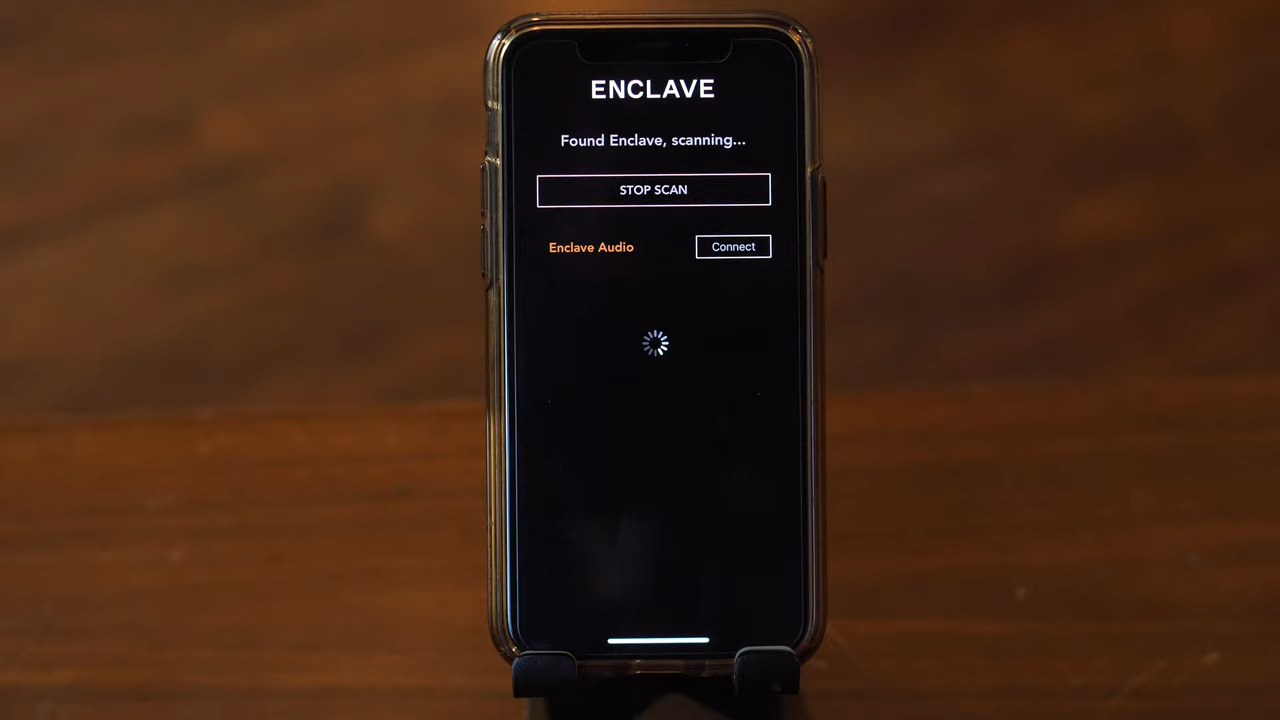 ENCLAVE
Found Enclave, scanning...
STOP SCAN
Enclave Audio
Connect